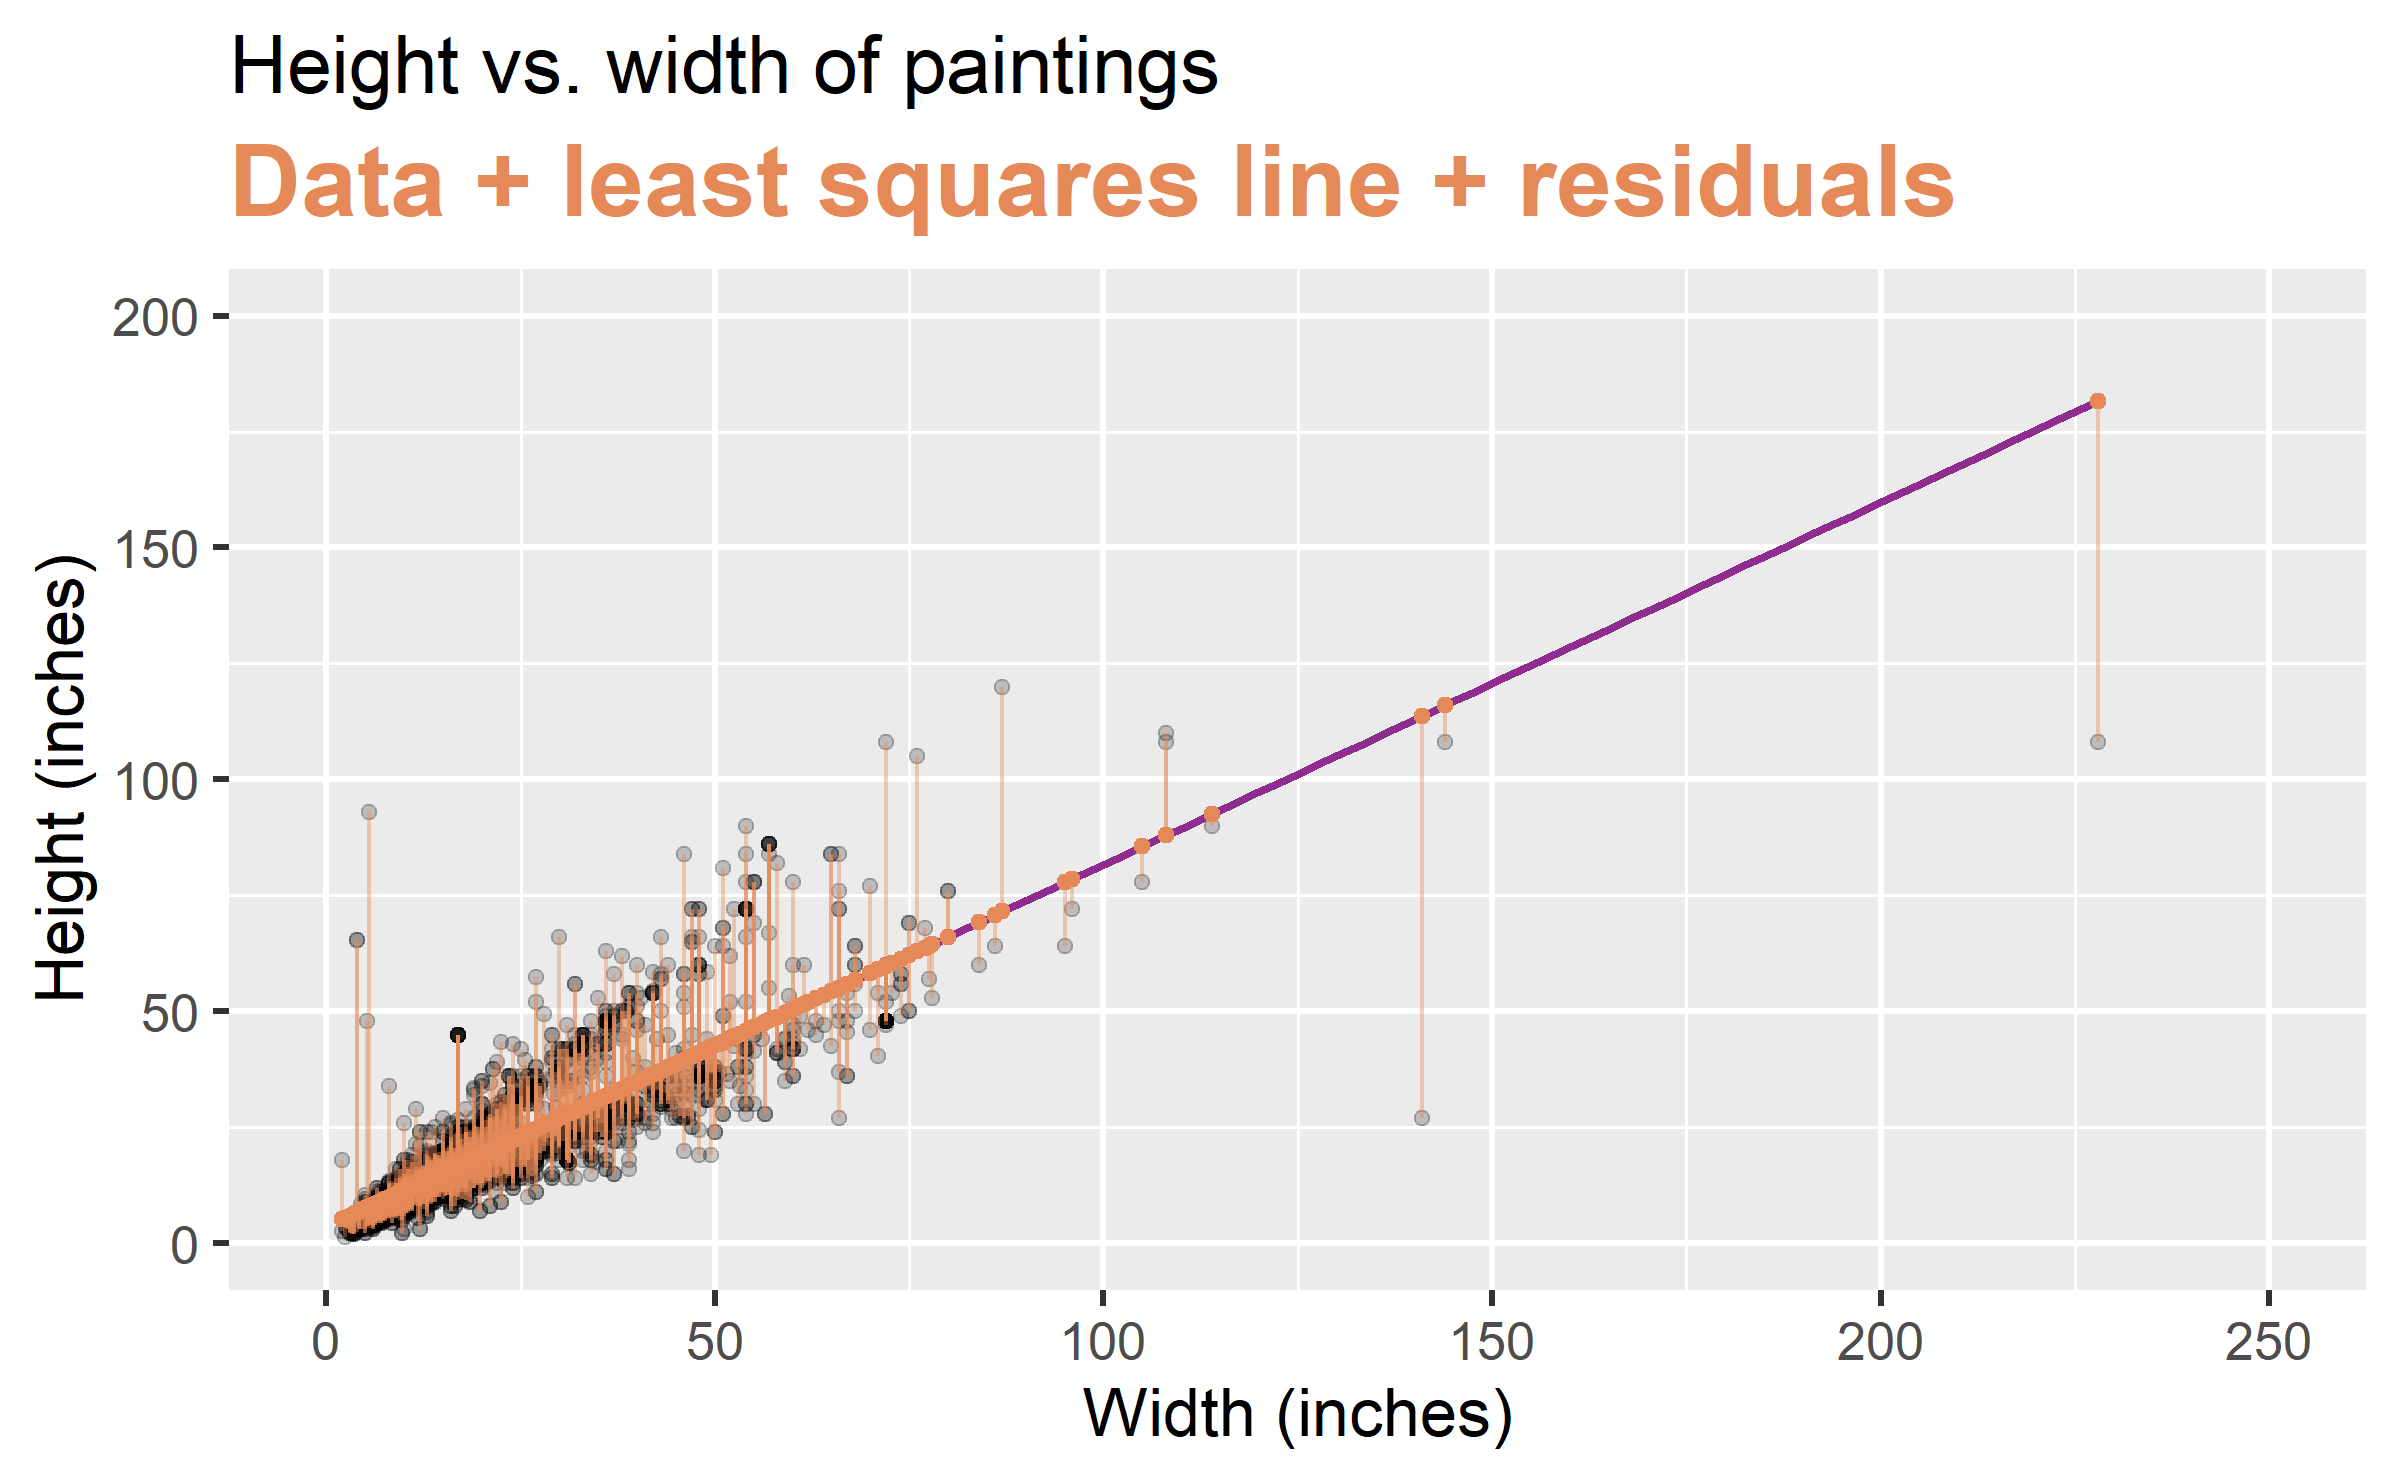 Height vs. width of paintings
Data + least squares line + residuals
200
150
100
50
0
Height (inches)
0 50 100 150 200 250
Width (inches)